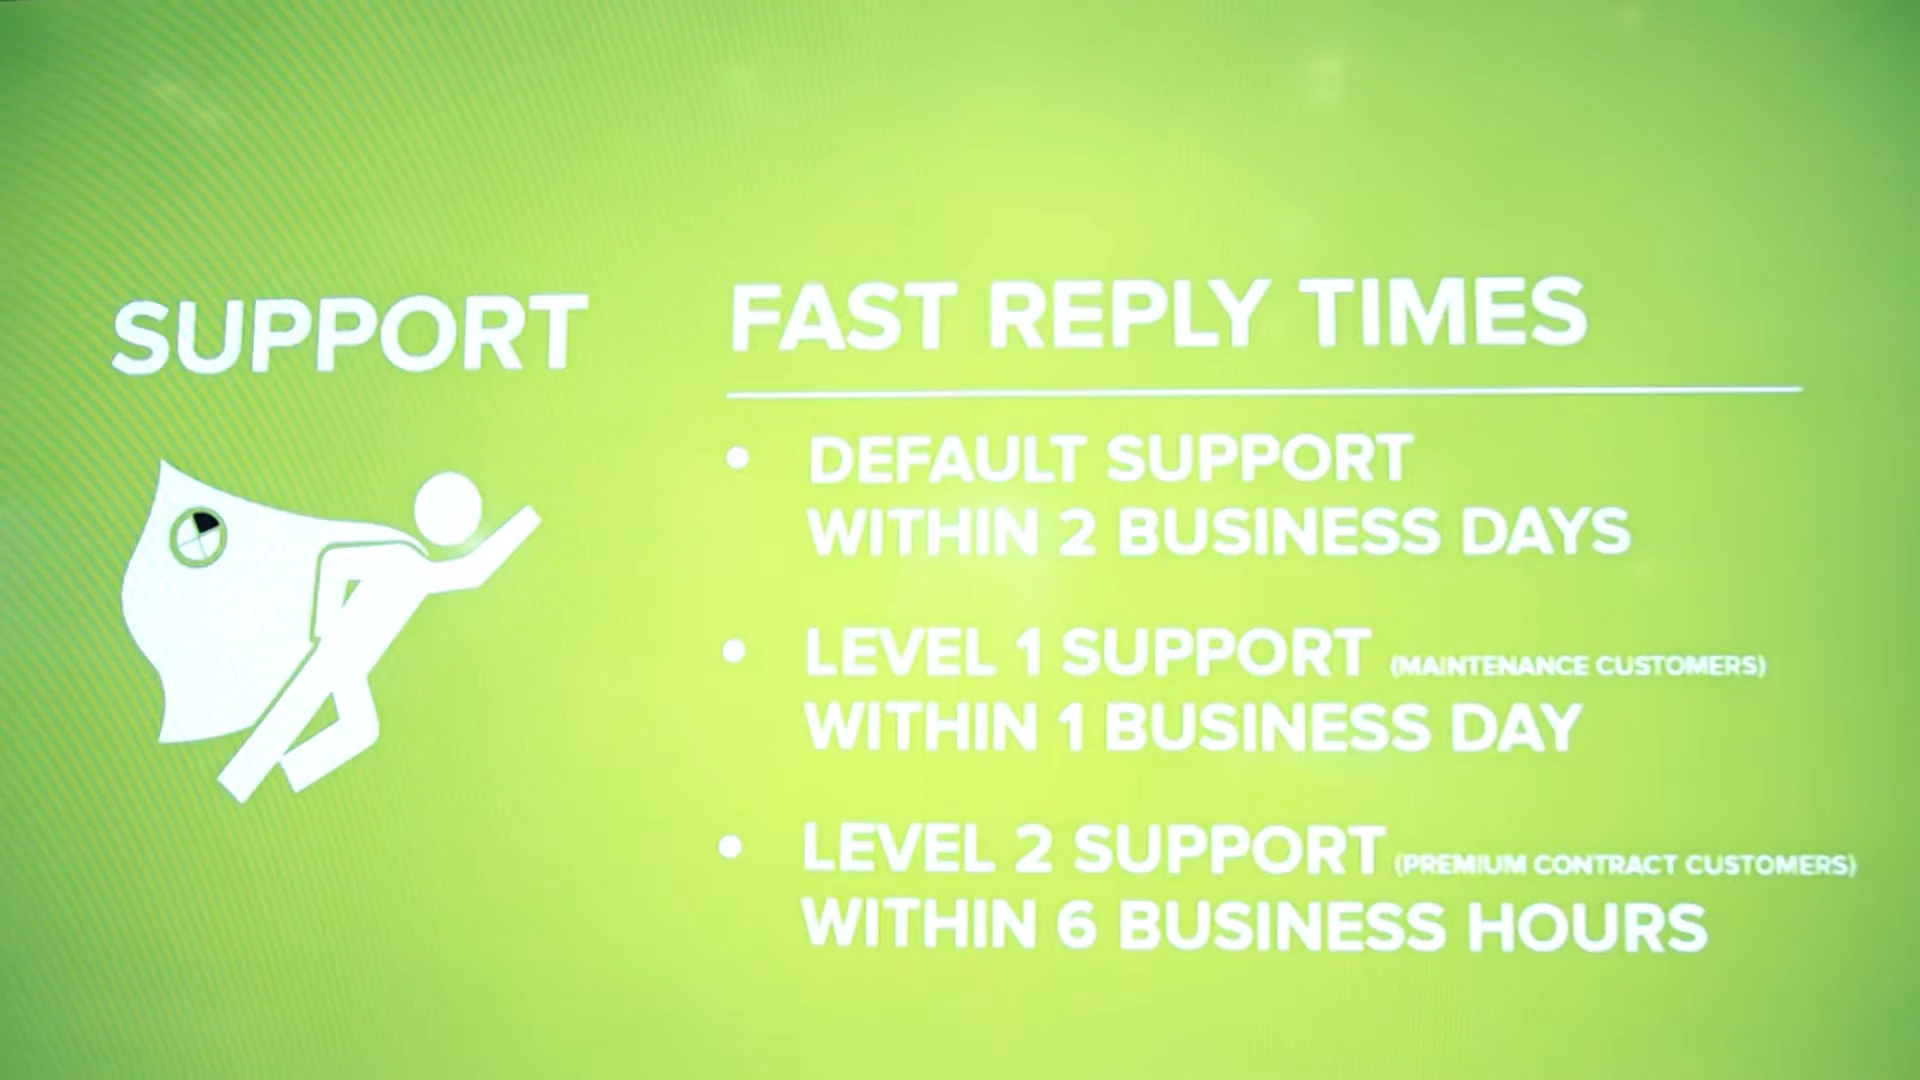 SUPPORT
FAST REPLY TIMES
• DEFAULT SUPPORT
WITHIN 2 BUSINESS DAYS
• LEVEL 1 SUPPORT (MAINTENANCE CUSTOMERS)
WITHIN 1 BUSINESS DAY
• LEVEL 2 SUPPORT (PREMIUM CONTRACT CUSTOMERS)
WITHIN 6 BUSINESS HOURS